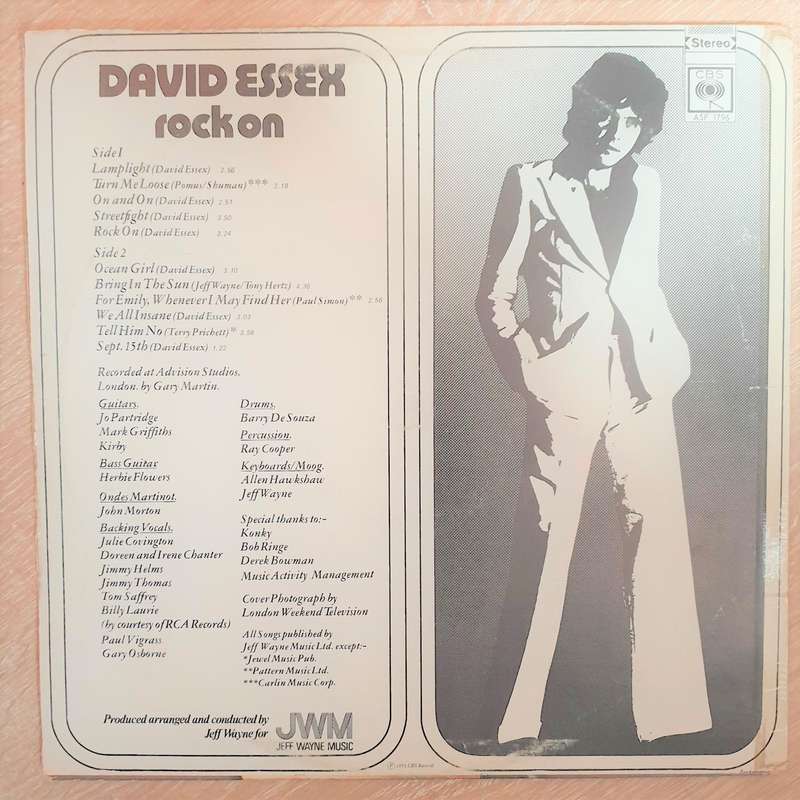 DAVID ESSEX
rock on
Side 1
Lamplight (David Essex) 2.56
Turn Me Loose (Pomus/Shuman)*** 2.18
On and On (David Essex) 2.51
Streetfight (David Essex) 3.50
Rock On (David Essex) 3.24
Side 2
Ocean Girl (David Essex) 3.10
Bring In The Sun (Jeff Wayne/Tony Hertz) 4.36
For Emily, Whenever I May Find Her (Paul Simon)** 2.56
We All Insane (David Essex) 3.03
Tell Him No (Terry Prichett)* 3.58
Sept. 15th (David Essex) 1.22
Recorded at Advision Studios,
London. by Gary Martin.
Guitars.
Jo Partridge
Mark Griffiths
Kirby
Bass Guitar
Herbie Flowers
Ondes Martinot.
John Morton
Backing Vocals.
Julie Covington
Doreen and Irene Chanter
Jimmy Helms
Jimmy Thomas
Tom Saffrey
Billy Laurie
(by courtesy of RCA Records)
Paul Vigrass
Gary Osborne
Drums.
Barry De Souza
Percussion.
Ray Cooper
Keyboards/Moog.
Allen Hawkshaw
Jeff Wayne
Special thanks to:-
Konky
Bob Ringe
Derek Bowman
Music Activity Management
Cover Photograph by
London Weekend Television
All Songs published by
Jeff Wayne Music Ltd. except:-
*Jewel Music Pub.
**Pattern Music Ltd.
***Carlin Music Corp.
Produced arranged and conducted by
Jeff Wayne for
JWM
JEFF WAYNE MUSIC
Stereo
CBS
ASF 1796
℗ 1973 CBS Records